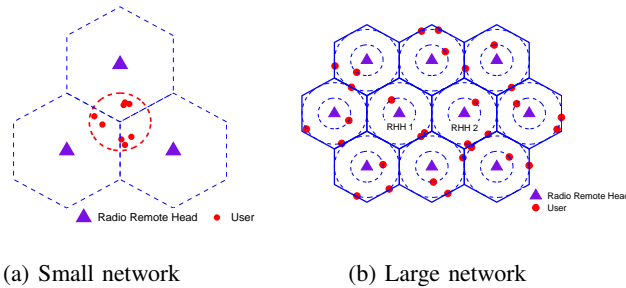 RHH 1
RHH 2
Radio Remote Head
User
Radio Remote Head
User
(a) Small network
(b) Large network